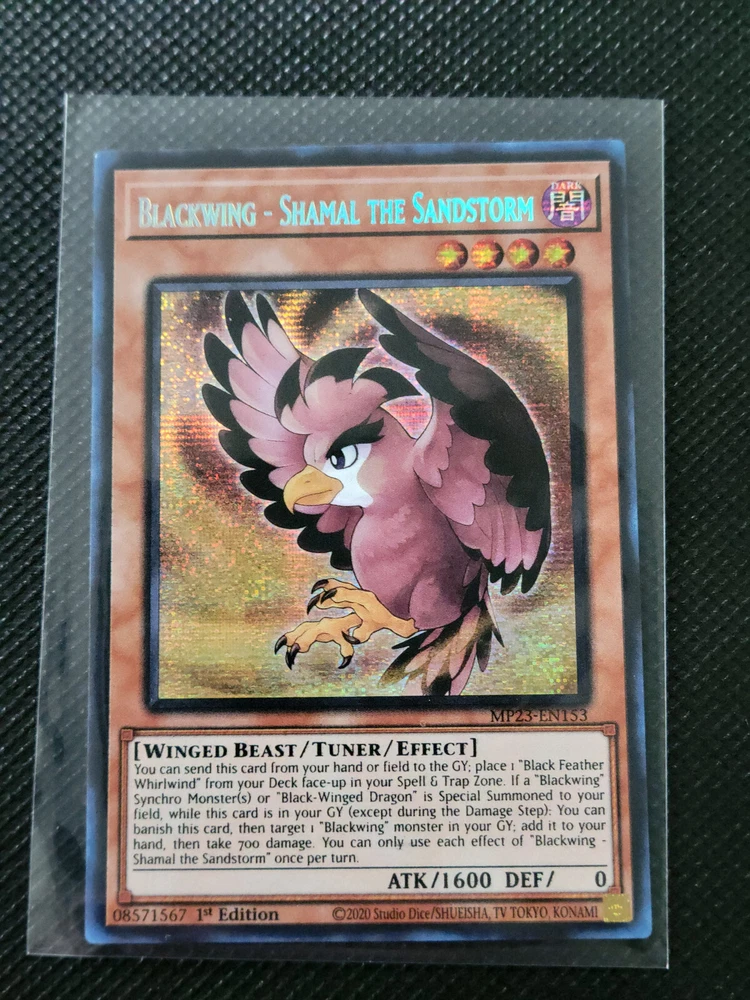 BLACKWING - SHAMAL THE SANDSTORM
DARK
闇
MP23-EN153
[WINGED BEAST/TUNER/EFFECT]
You can send this card from your hand or field to the GY; place 1 "Black Feather
Whirlwind" from your Deck face-up in your Spell & Trap Zone. If a "Blackwing"
Synchro Monster(s) or "Black-Winged Dragon" is Special Summoned to your
field, while this card is in your GY (except during the Damage Step): You can
banish this card, then target 1 "Blackwing" monster in your GY; add it to your
hand, then take 700 damage. You can only use each effect of "Blackwing -
Shamal the Sandstorm" once per turn.
ATK/1600 DEF/ 0
08571567 1st Edition ©2020 Studio Dice/SHUEISHA, TV TOKYO, KONAMI